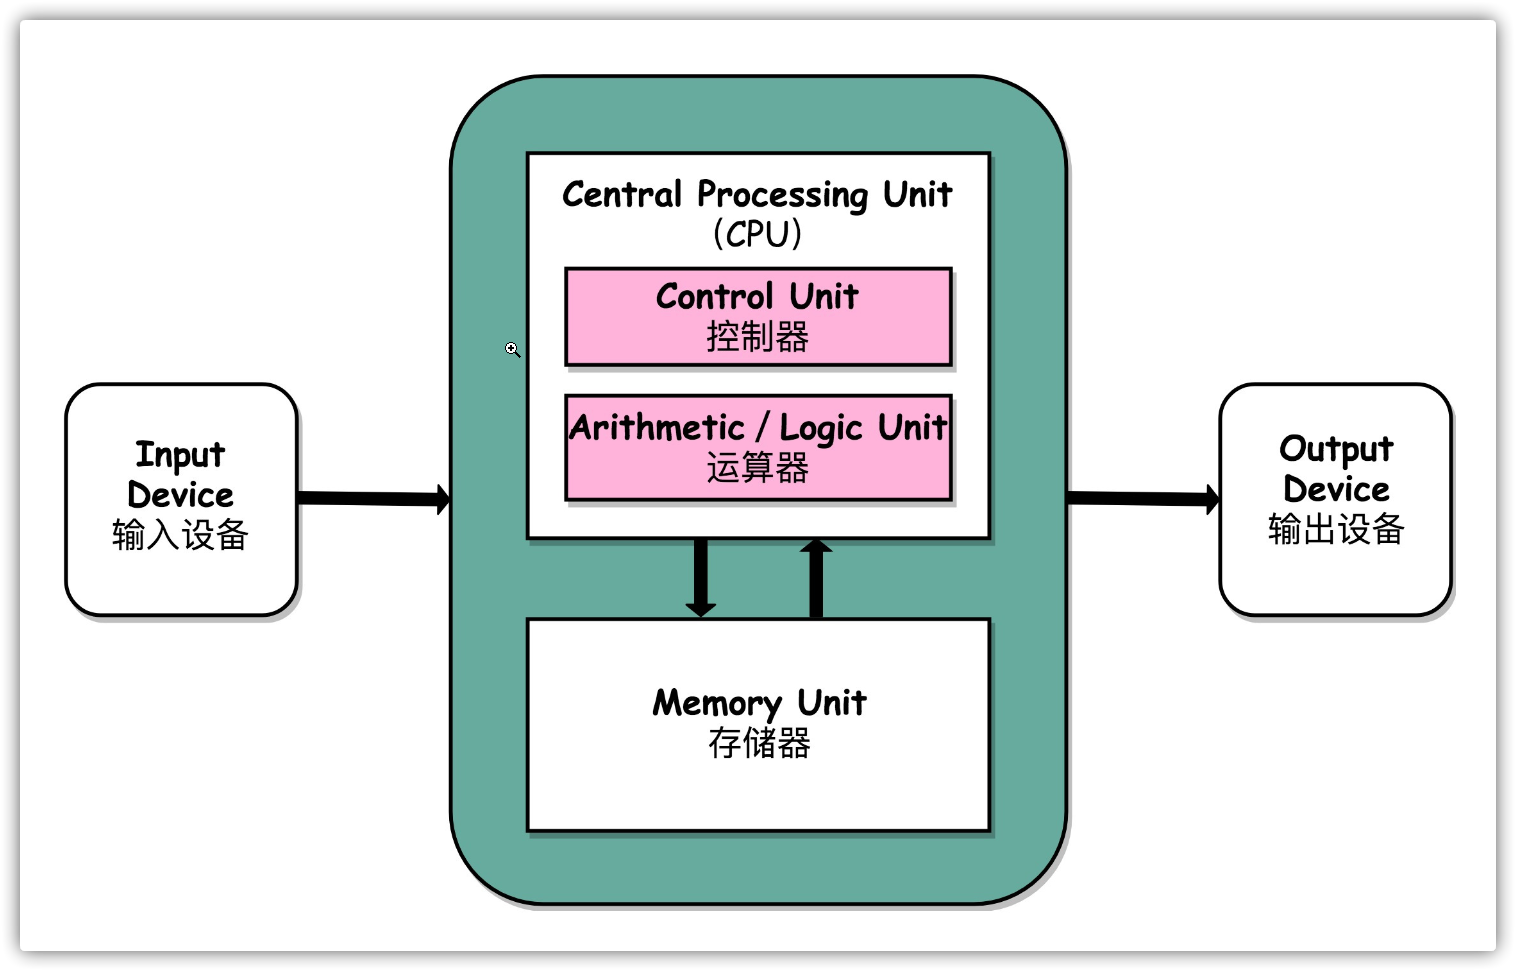 Central Processing Unit
(CPU)
Control Unit
控制器
Arithmetic / Logic Unit
运算器
Input
Device
输入设备
Output
Device
输出设备
Memory Unit
存储器